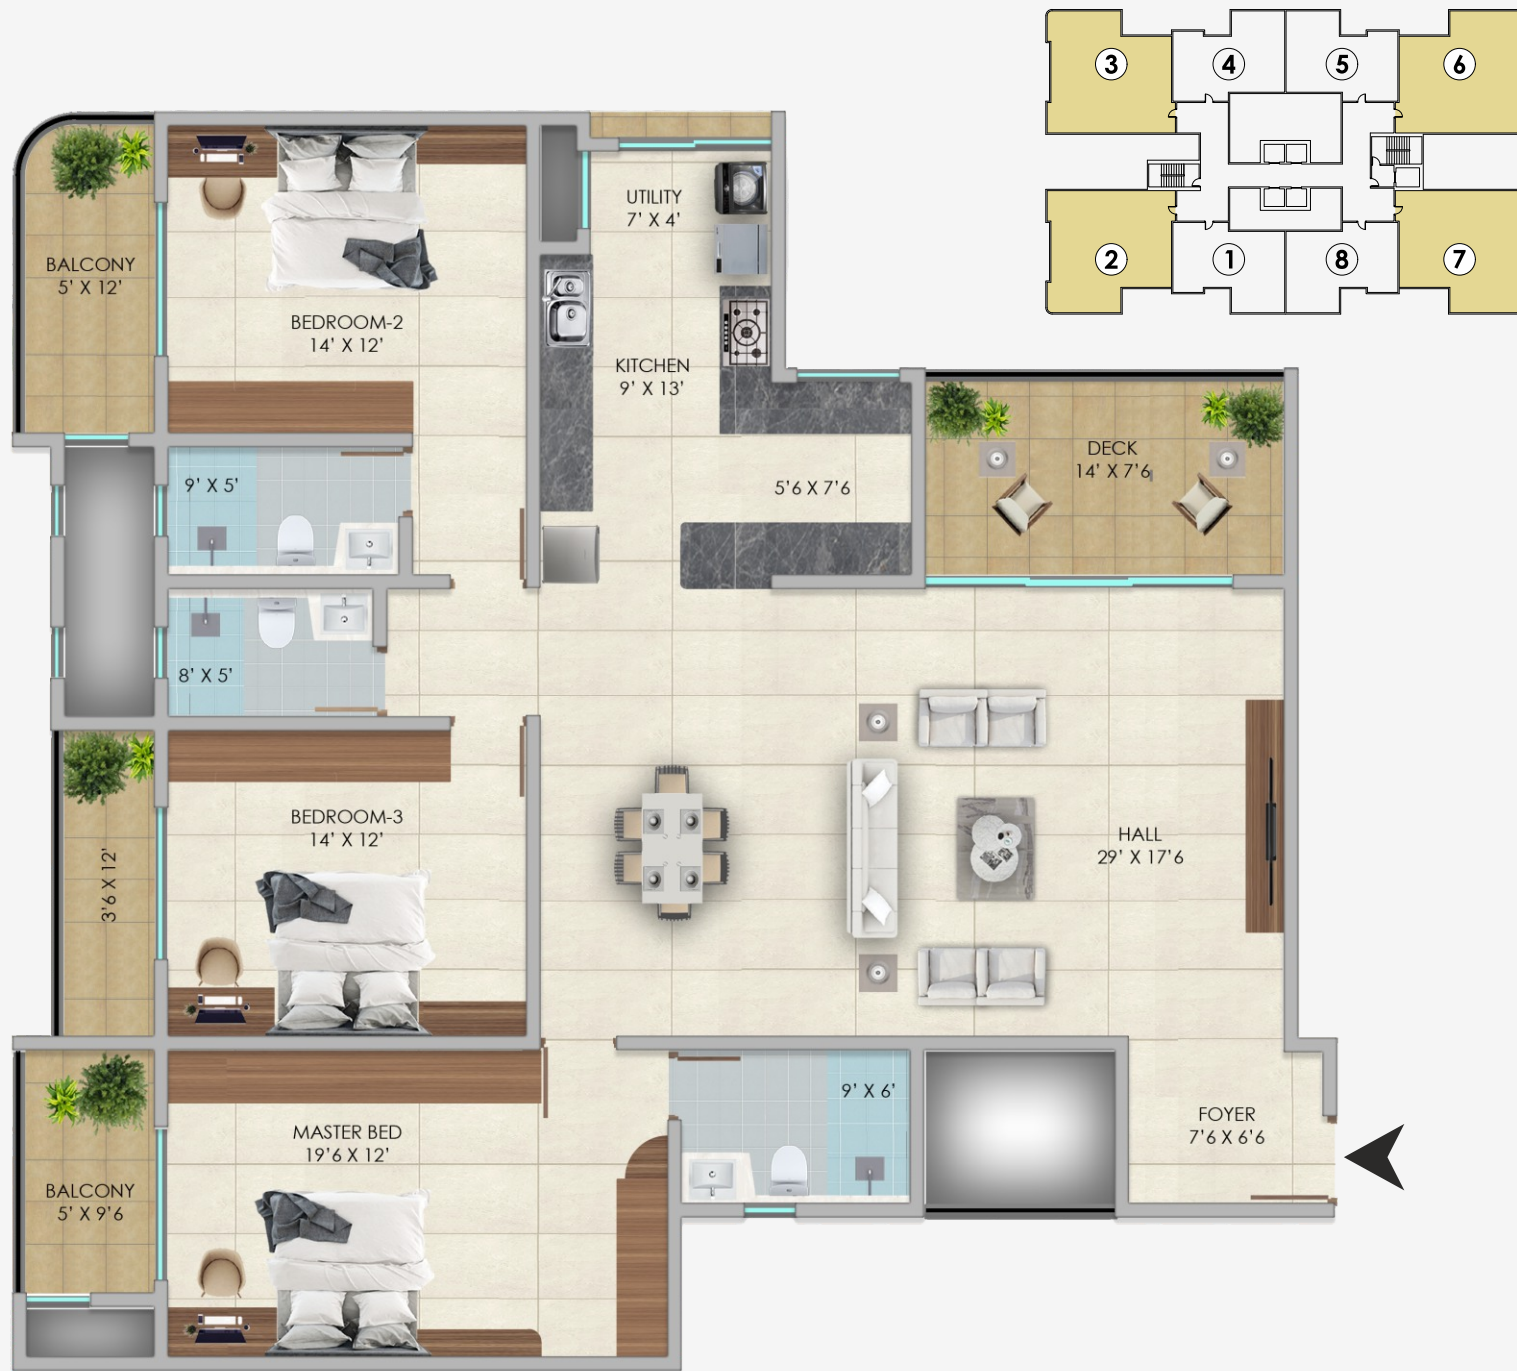 3
4
5
6
2
1
8
7
UTILITY
7' X 4'
BALCONY
5' X 12'
BEDROOM-2
14' X 12'
KITCHEN
9' X 13'
DECK
14' X 7'6
9' X 5'
5'6 X 7'6
8' X 5'
BEDROOM-3
14' X 12'
HALL
29' X 17'6
3'6 X 12'
9' X 6'
FOYER
7'6 X 6'6
MASTER BED
19'6 X 12'
BALCONY
5' X 9'6